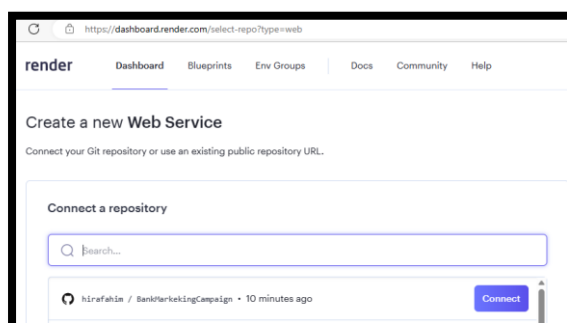 https://dashboard.render.com/select-repo?type=web
render Dashboard Blueprints Env Groups Docs Community Help
Create a new Web Service
Connect your Git repository or use an existing public repository URL.
Connect a repository
Search...
hirafahim / BankMarkekingCampaign • 10 minutes ago Connect